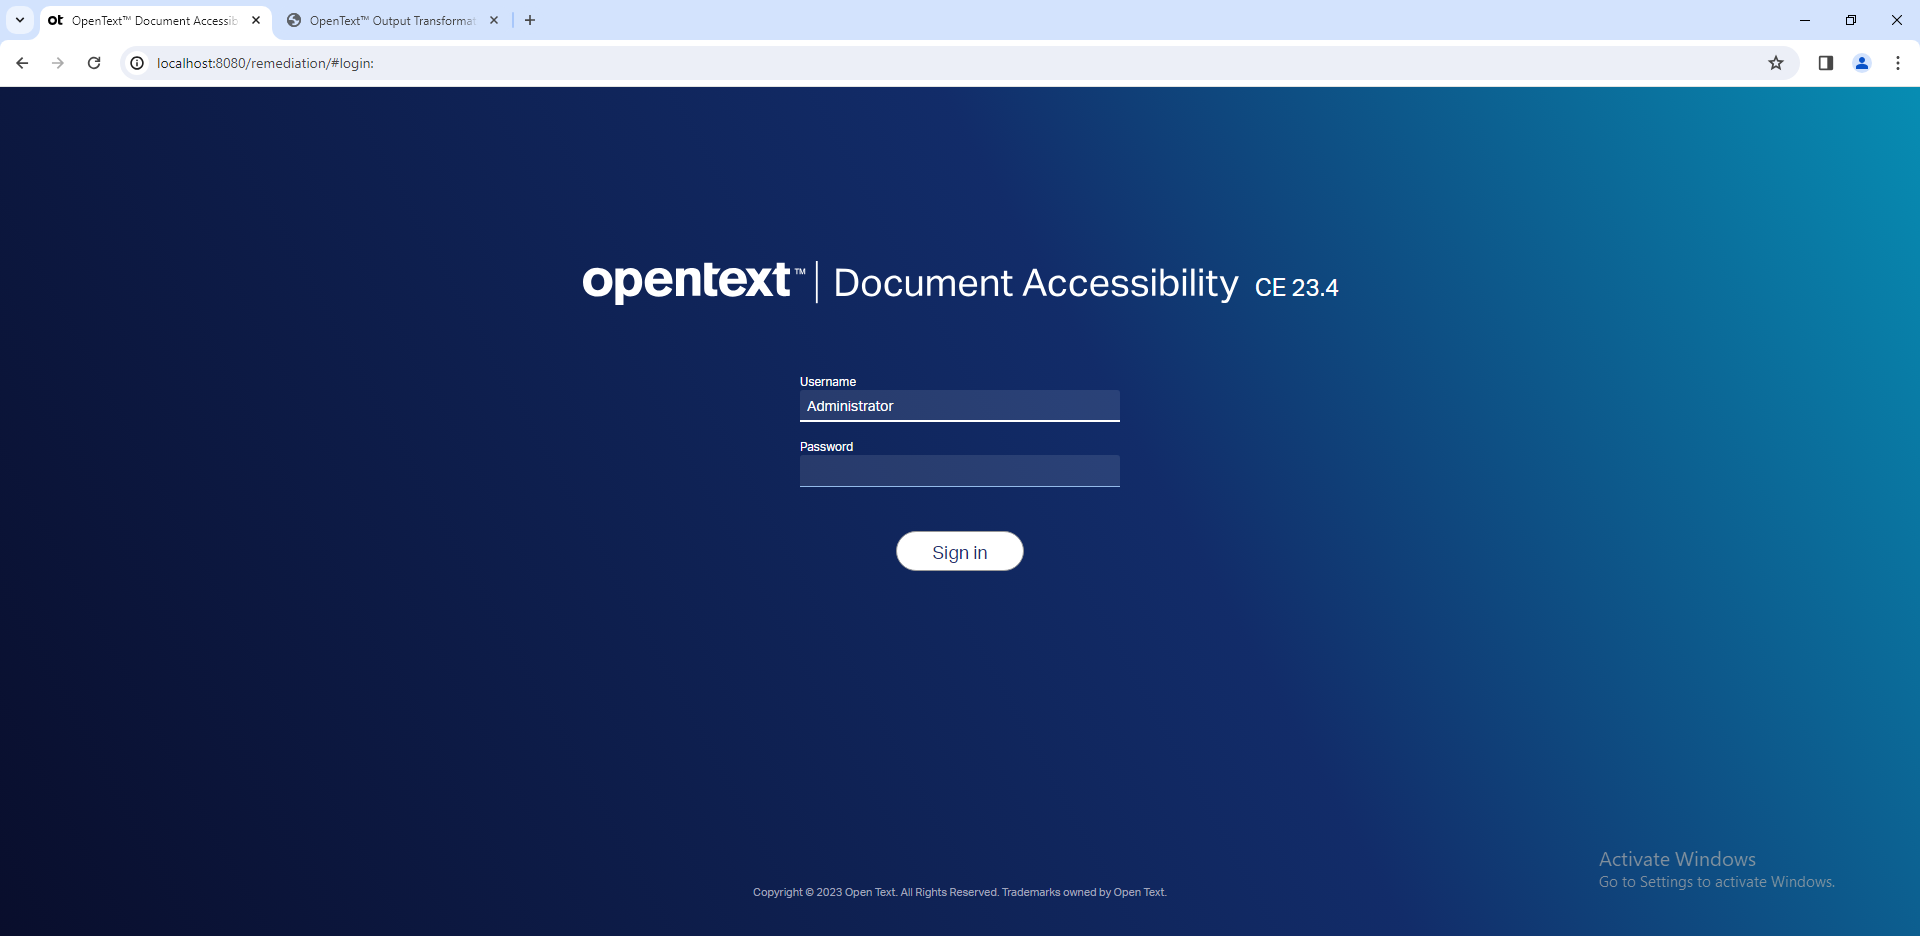 OpenText™ Document Accessib
OpenText™ Output Transformat
localhost:8080/remediation/#login:
opentext™ | Document Accessibility CE 23.4
Username
Administrator
Password
Sign in
Activate Windows
Go to Settings to activate Windows.
Copyright © 2023 Open Text. All Rights Reserved. Trademarks owned by Open Text.